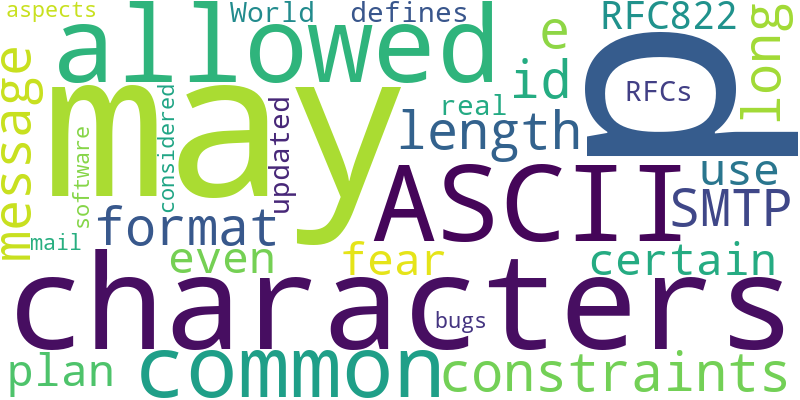 aspects
World
defines
RFC822
allowed
e
long
may
id
p
RFCs
message
considered
real
length
updated
software
ASCII
use
SMTP
format
mail
even
fear
certain
characters
bugs
common
plan
constraints